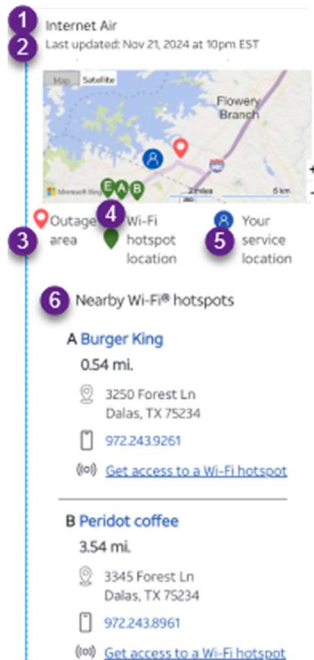 1 Internet Air
2 Last updated: Nov 21, 2024 at 10pm EST
Map Satellite
Flowery
Branch
E A B
Microsoft Bing
2 miles 5 km
3 Outage area
4 Wi-Fi hotspot location
5 Your service location
6 Nearby Wi-Fi® hotspots
A Burger King
0.54 mi.
3250 Forest Ln
Dalas, TX 75234
972.243.9261
Get access to a Wi-Fi hotspot
B Peridot coffee
3.54 mi.
3345 Forest Ln
Dalas, TX 75234
972.243.8961
Get access to a Wi-Fi hotspot